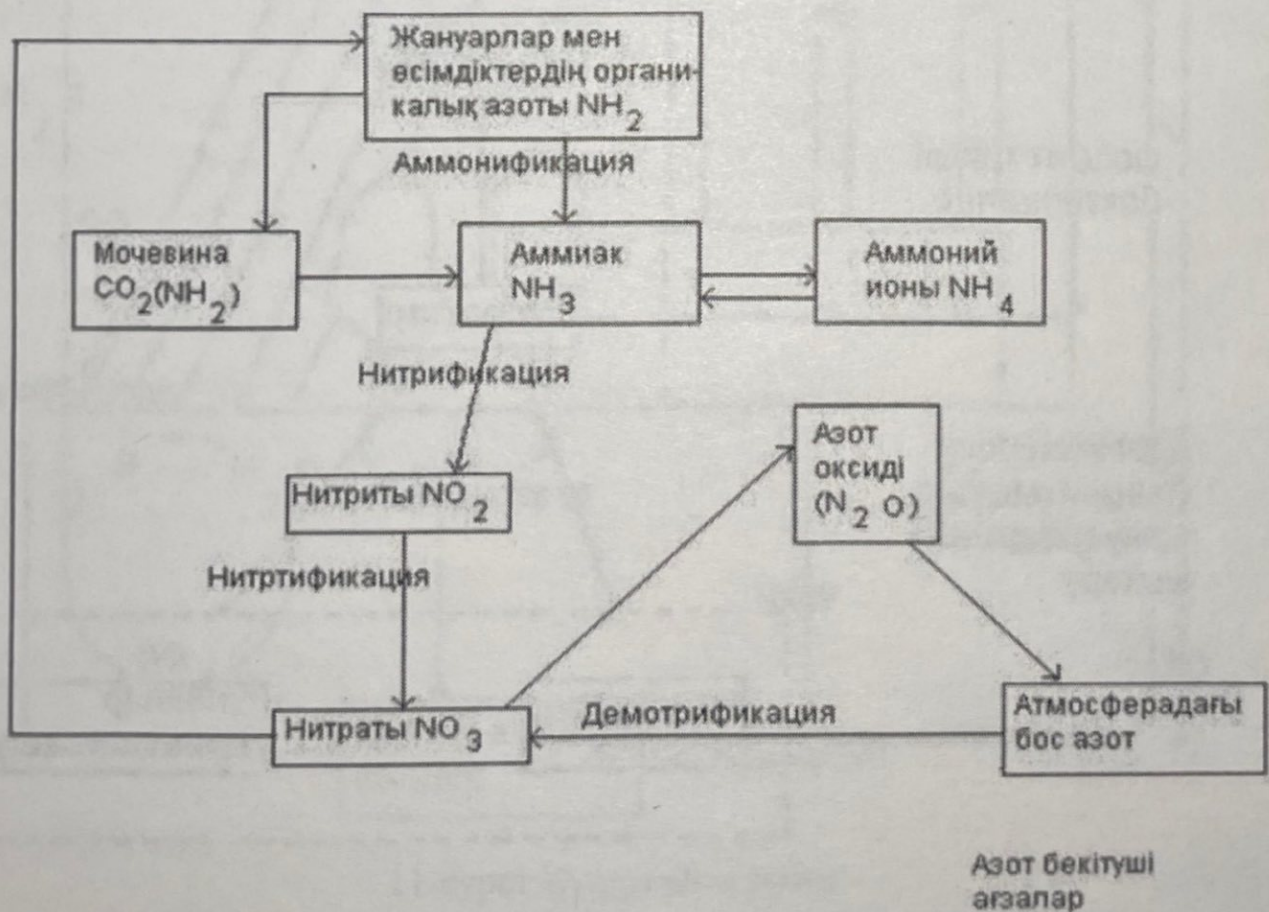 Жануарлар мен
өсімдіктердің органи-
калық азоты NH2
Аммонификация
Мочевина
CO2(NH2)
Аммиак
NH3
Аммоний
ионы NH4
Нитрификация
Азот
оксиді
(N2 O)
Нитриты NO2
Нитртификация
Нитраты NO3
Демотрификация
Атмосферадағы
бос азот
Азот бекітуші
ағзалар